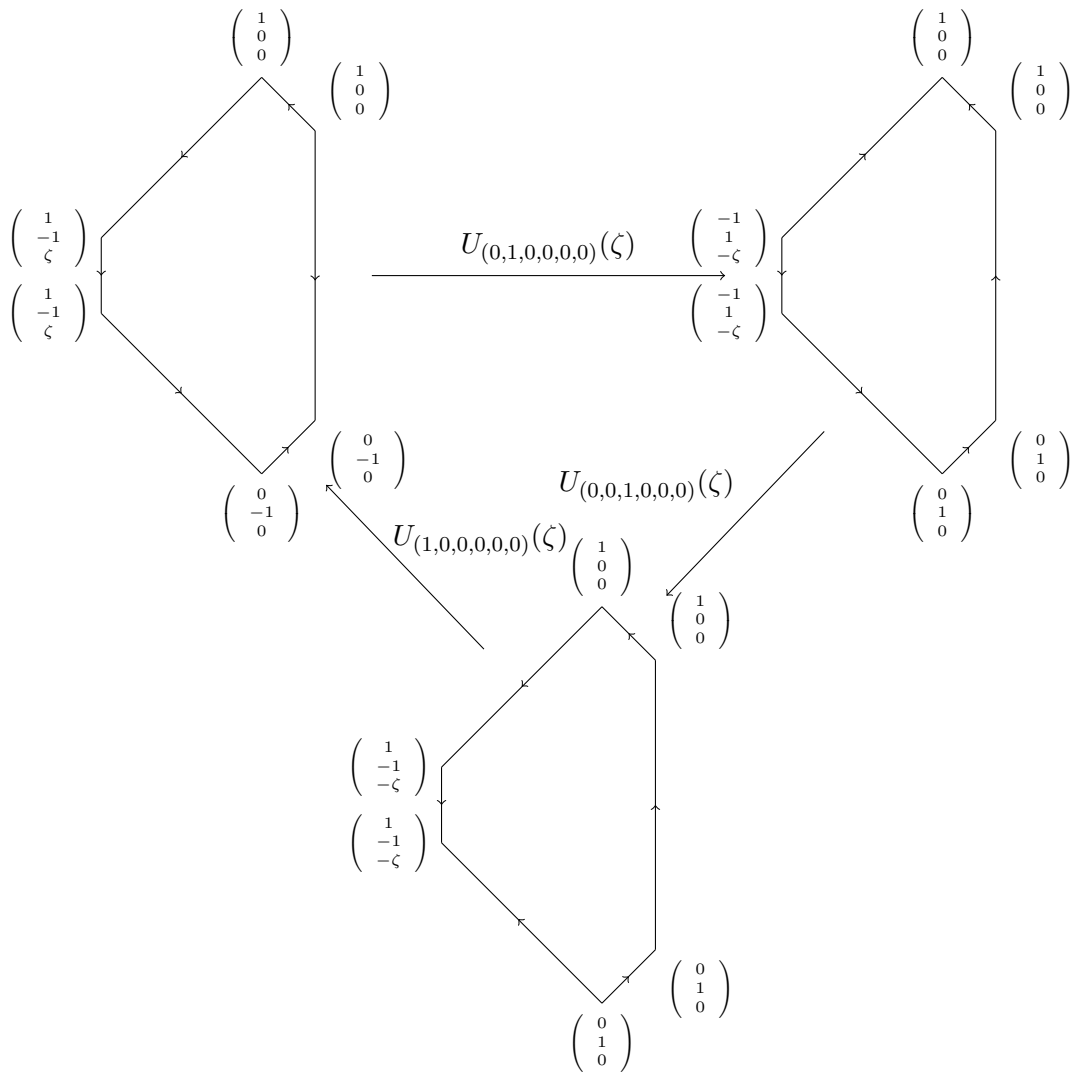 ( 1 0 0 )
( 1 0 0 )
( 1 -1 ζ )
( 1 -1 ζ )
( 0 -1 0 )
( 0 -1 0 )
U_{(0,1,0,0,0,0)}(ζ)
( 1 0 0 )
( 1 0 0 )
( -1 1 -ζ )
( -1 1 -ζ )
( 0 1 0 )
( 0 1 0 )
U_{(0,0,1,0,0,0)}(ζ)
U_{(1,0,0,0,0,0)}(ζ)
( 1 0 0 )
( 1 0 0 )
( 1 -1 -ζ )
( 1 -1 -ζ )
( 0 1 0 )
( 0 1 0 )